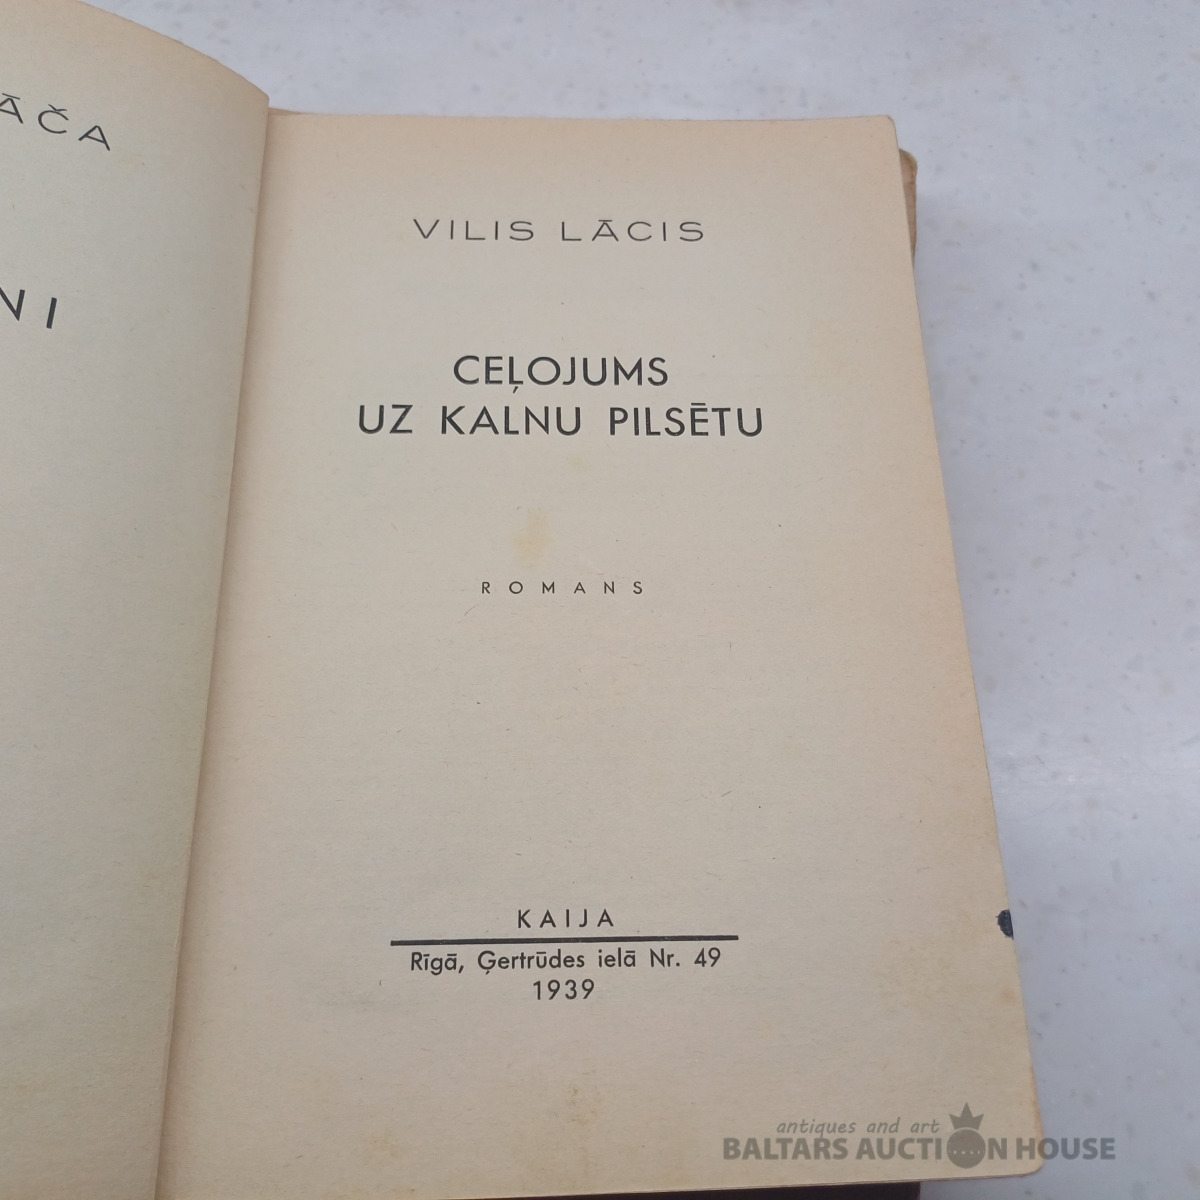 ĀČA
NI
VILIS LĀCIS
CEĻOJUMS
UZ KALNU PILSĒTU
ROMANS
KAIJA
Rīgā, Ģertrūdes ielā Nr. 49
1939
antiques and art
BALTARS AUCTION HOUSE